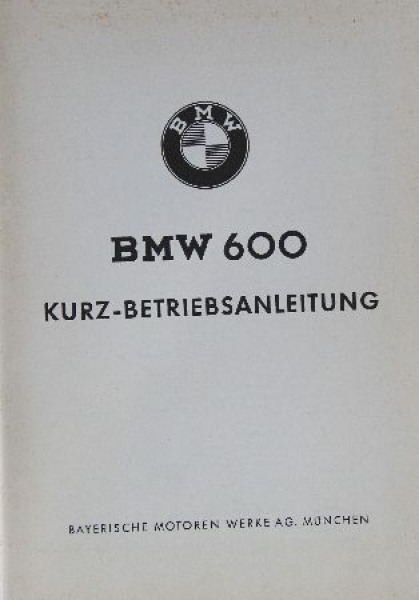 BMW
BMW 600
KURZ-BETRIEBSANLEITUNG
BAYERISCHE MOTOREN WERKE AG. MÜNCHEN